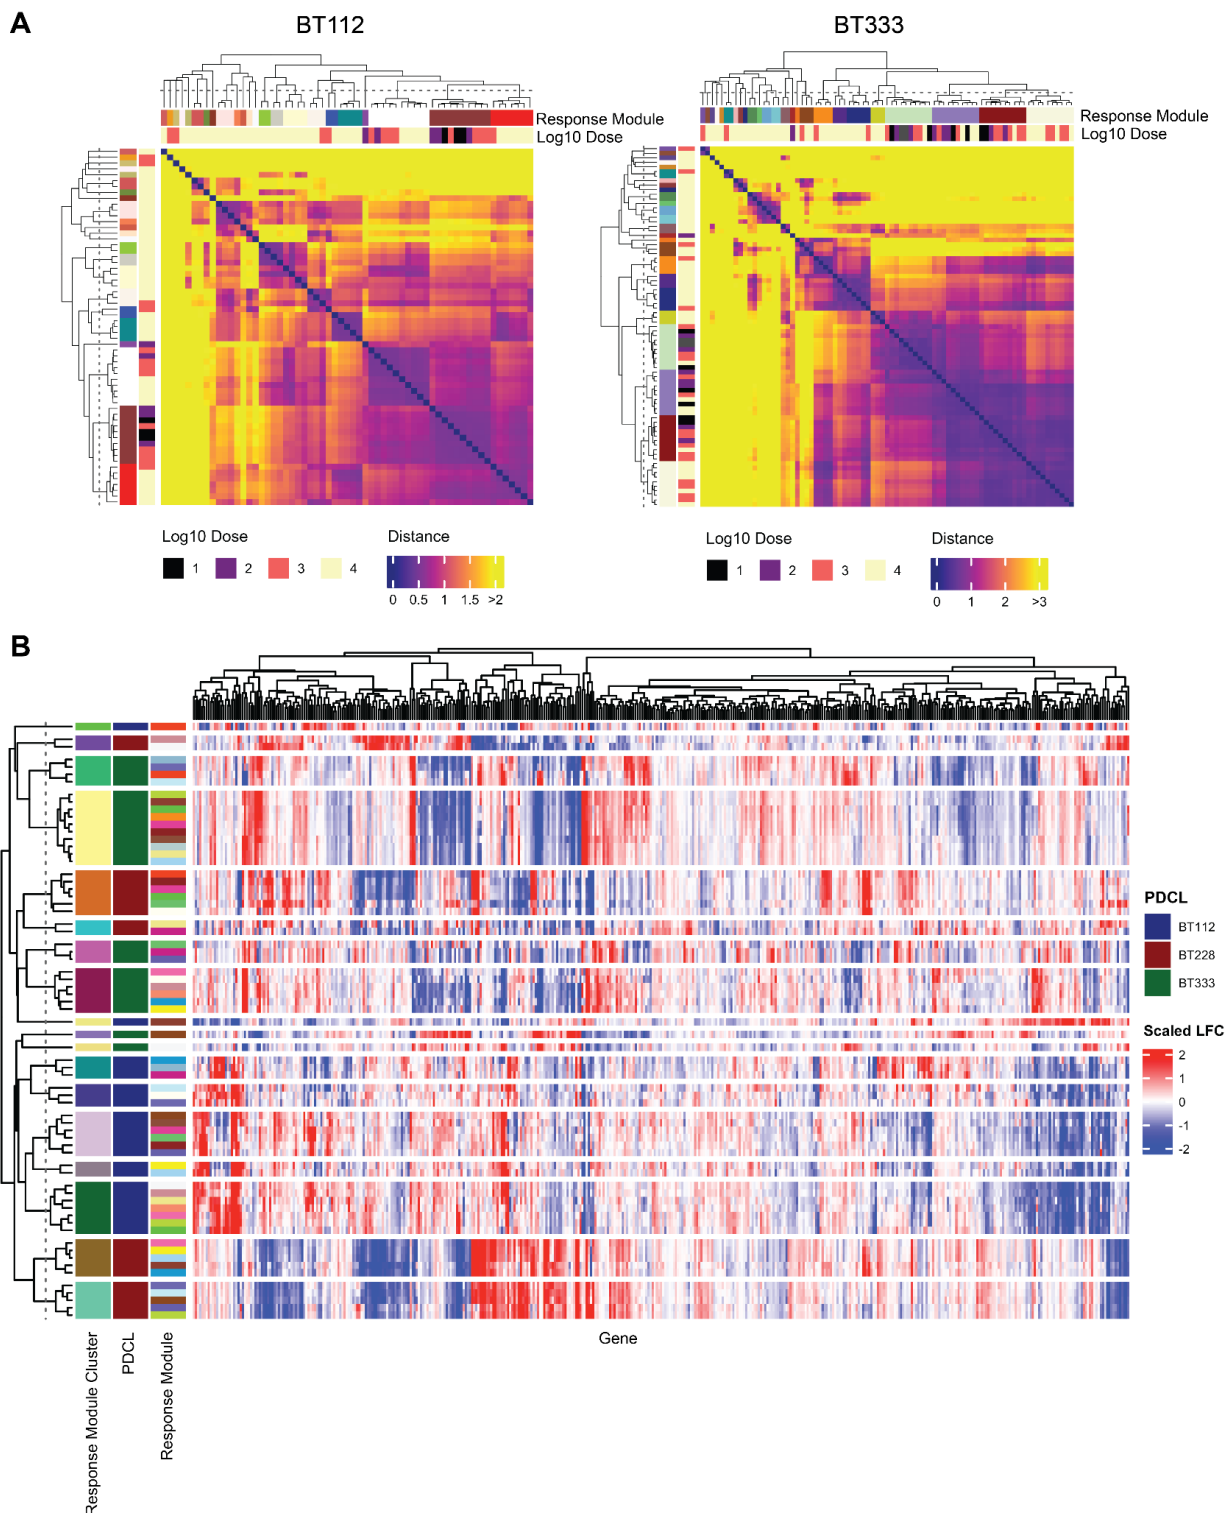 A
BT112
BT333
Response Module
Log10 Dose
Response Module
Log10 Dose
Log10 Dose
1
2
3
4
Distance
0
0.5
1
1.5
>2
Log10 Dose
1
2
3
4
Distance
0
1
2
>3
B
PDCL
BT112
BT228
BT333
Scaled LFC
2
1
0
-1
-2
Gene
Response Module Cluster
PDCL
Response Module